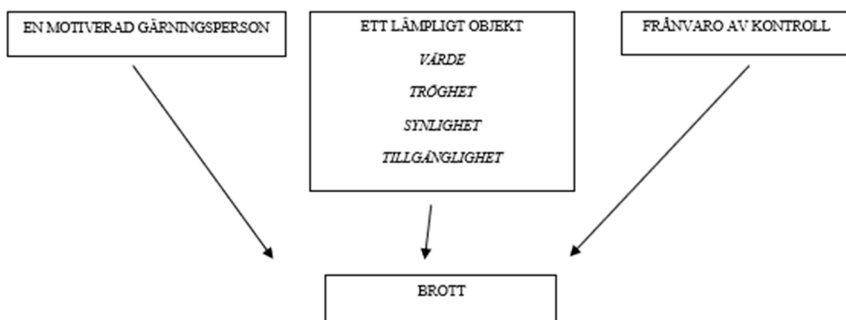 EN MOTIVERAD GÄRNINGSPERSON
ETT LÄMPLIGT OBJEKT
VÄRDE
TRÖGHET
SYNLIGHET
TILLGÄNGLIGHET
FRÅNVARO AV KONTROLL
BROTT